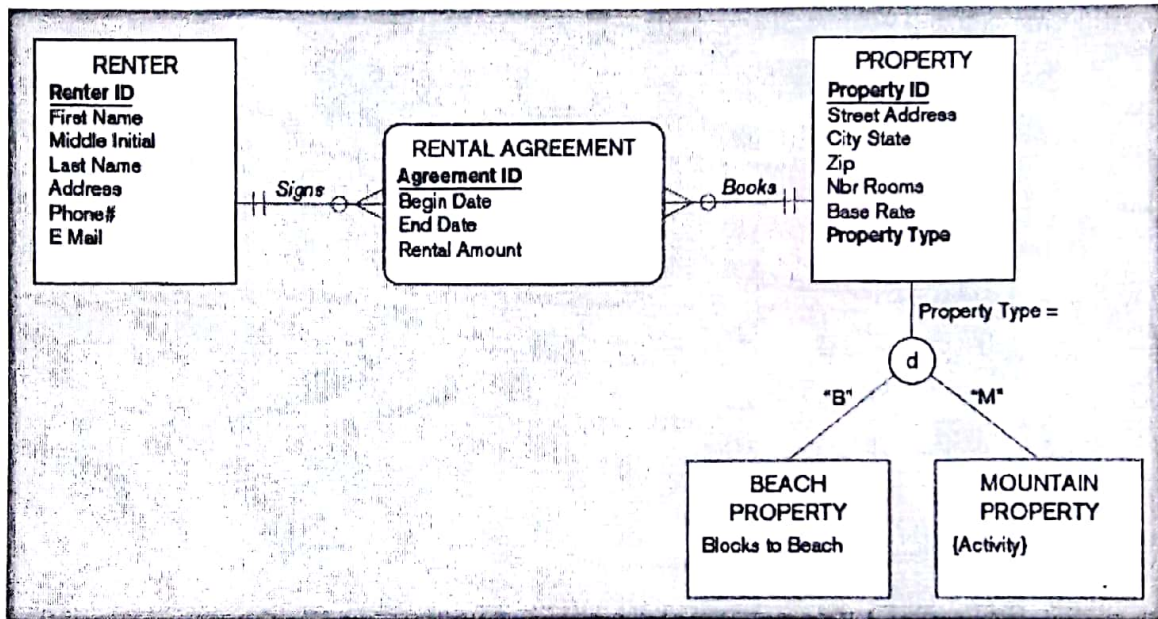 RENTER
Renter ID
First Name
Middle Initial
Last Name
Address
Phone#
E Mail
Signs
RENTAL AGREEMENT
Agreement ID
Begin Date
End Date
Rental Amount
Books
PROPERTY
Property ID
Street Address
City State
Zip
Nbr Rooms
Base Rate
Property Type
Property Type =
d
"B"
"M"
BEACH
PROPERTY
Blocks to Beach
MOUNTAIN
PROPERTY
{Activity}